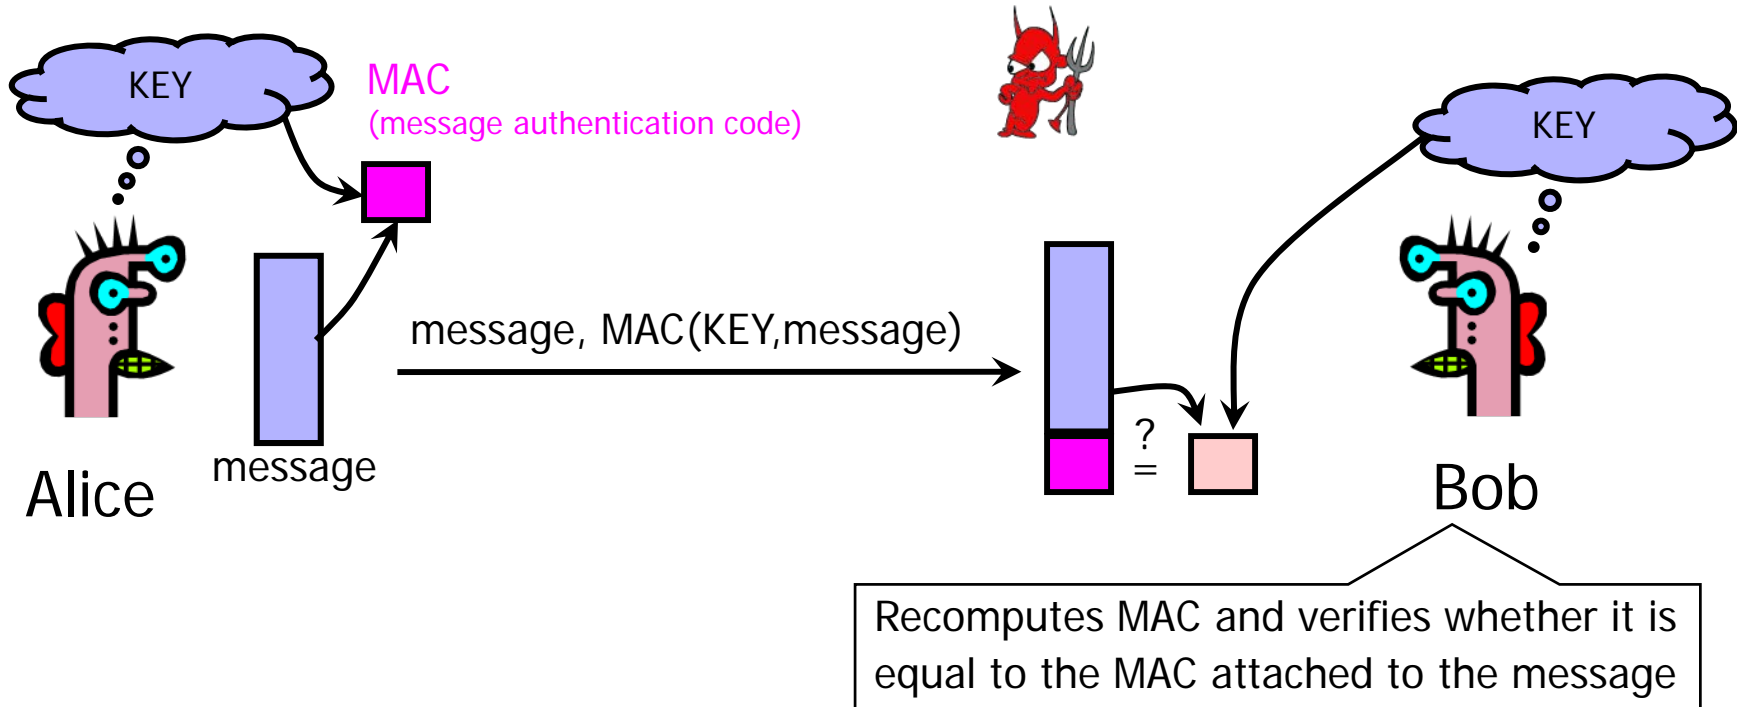 KEY
MAC
(message authentication code)
KEY
message, MAC(KEY,message)
?
=
message
Alice
Bob
Recomputes MAC and verifies whether it is
equal to the MAC attached to the message